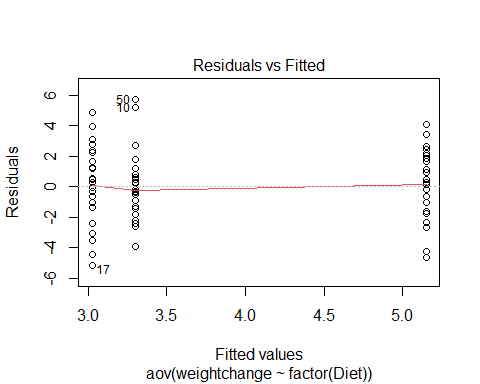 Residuals vs Fitted
Residuals
6
4
2
0
-2
-4
-6
50
10
17
3.0 3.5 4.0 4.5 5.0
Fitted values
aov(weightchange ~ factor(Diet))